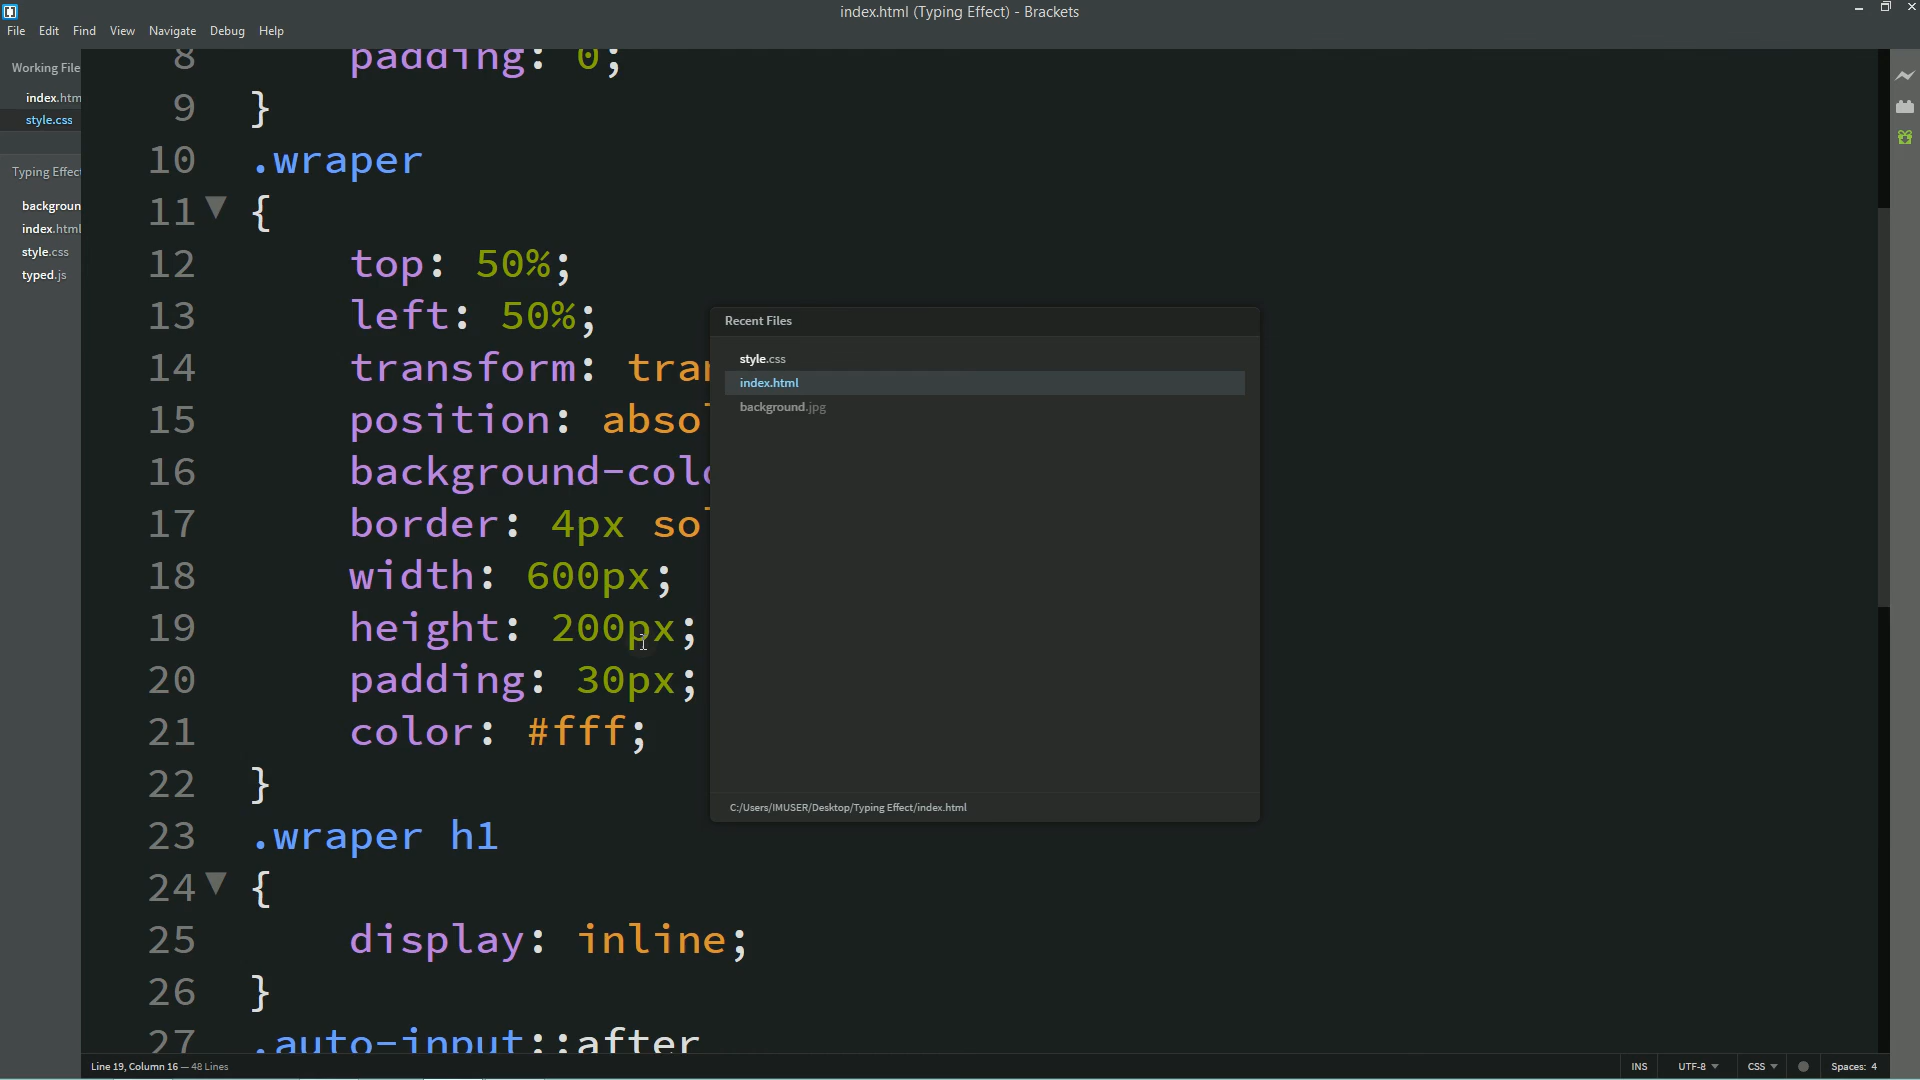 index.html (Typing Effect) - Brackets
File Edit Find View Navigate Debug Help
Working File
index.htm
style.css
Typing Effec
backgroun
index.html
style.css
typed.js
8 padding: 0;
9 }
10 .wraper
11 {
12 top: 50%;
13 left: 50%;
14 transform: tran
15 position: absol
16 background-colo
17 border: 4px sol
18 width: 600px;
19 height: 200px;
20 padding: 30px;
21 color: #fff;
22 }
23 .wraper h1
24 {
25 display: inline;
26 }
27 .auto-input::after
Recent Files
style.css
index.html
background.jpg
C:/Users/IMUSER/Desktop/Typing Effect/index.html
Line 19, Column 16 — 48 Lines
INS UTF-8 CSS Spaces: 4